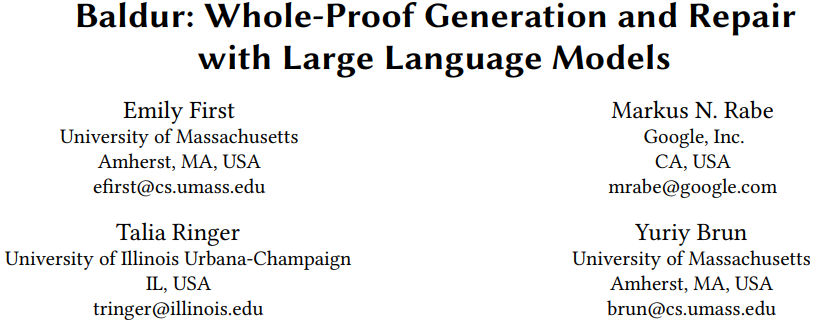 Baldur: Whole-Proof Generation and Repair
with Large Language Models
Emily First
University of Massachusetts
Amherst, MA, USA
efirst@cs.umass.edu
Markus N. Rabe
Google, Inc.
CA, USA
mrabe@google.com
Talia Ringer
University of Illinois Urbana-Champaign
IL, USA
tringer@illinois.edu
Yuriy Brun
University of Massachusetts
Amherst, MA, USA
brun@cs.umass.edu